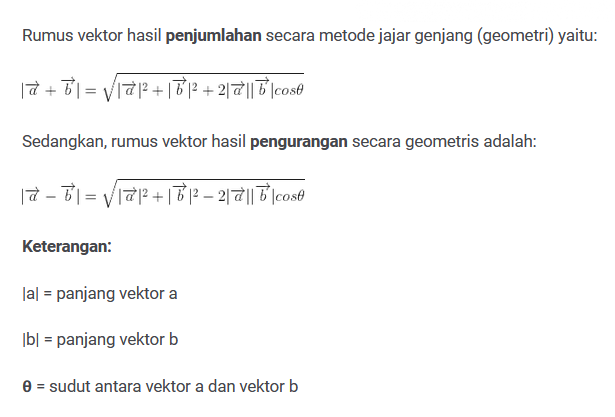 Rumus vektor hasil penjumlahan secara metode jajar genjang (geometri) yaitu:
|\overrightarrow{a} + \overrightarrow{b}| = \sqrt{|\overrightarrow{a}|^2 + |\overrightarrow{b}|^2 + 2|\overrightarrow{a}||\overrightarrow{b}|cos\theta}
Sedangkan, rumus vektor hasil pengurangan secara geometris adalah:
|\overrightarrow{a} - \overrightarrow{b}| = \sqrt{|\overrightarrow{a}|^2 + |\overrightarrow{b}|^2 - 2|\overrightarrow{a}||\overrightarrow{b}|cos\theta}
Keterangan:
|a| = panjang vektor a
|b| = panjang vektor b
θ = sudut antara vektor a dan vektor b